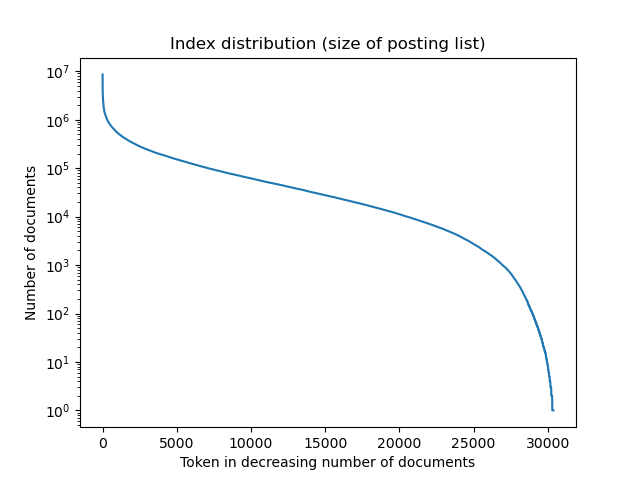 Index distribution (size of posting list)
Number of documents
10⁷
10⁶
10⁵
10⁴
10³
10²
10¹
10⁰
0 5000 10000 15000 20000 25000 30000
Token in decreasing number of documents